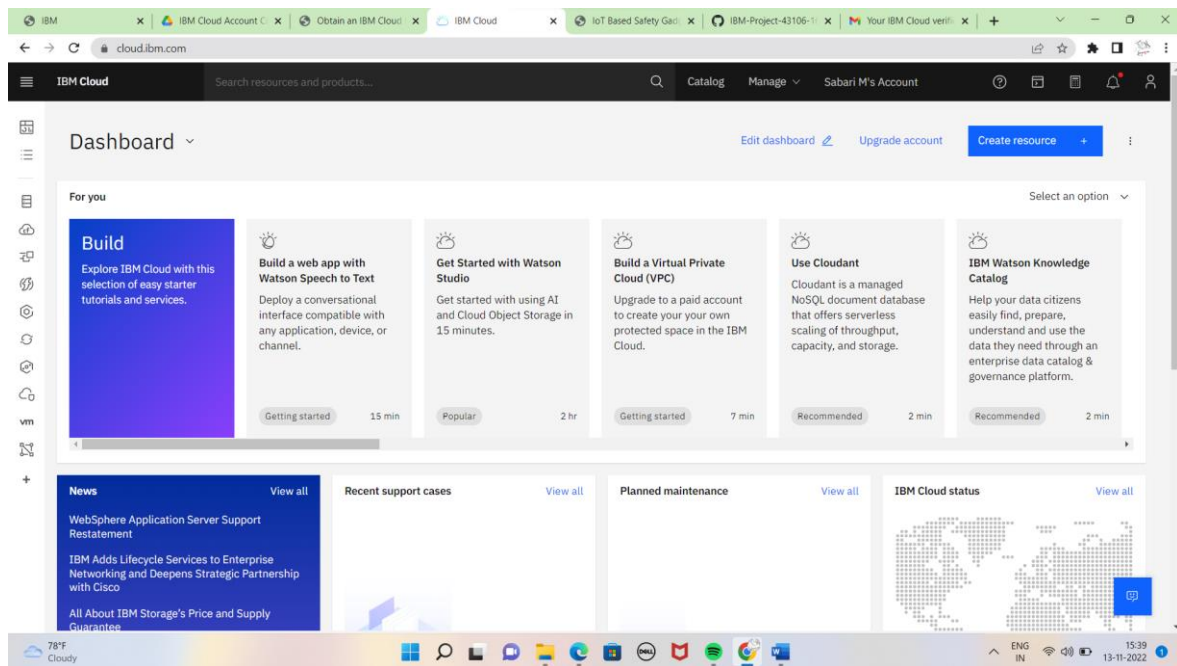 IBM
IBM Cloud Account C
Obtain an IBM Cloud
IBM Cloud
IoT Based Safety Gad
IBM-Project-43106-1
Your IBM Cloud verifi
cloud.ibm.com
IBM Cloud
Search resources and products...
Catalog
Manage
Sabari M's Account
Dashboard
Edit dashboard
Upgrade account
Create resource +
For you
Select an option
Build
Explore IBM Cloud with this
selection of easy starter
tutorials and services.
Build a web app with
Watson Speech to Text
Deploy a conversational
interface compatible with
any application, device, or
channel.
Getting started
15 min
Get Started with Watson
Studio
Get started with using AI
and Cloud Object Storage in
15 minutes.
Popular
2 hr
Build a Virtual Private
Cloud (VPC)
Upgrade to a paid account
to create your your own
protected space in the IBM
Cloud.
Getting started
7 min
Use Cloudant
Cloudant is a managed
NoSQL document database
that offers serverless
scaling of throughput,
capacity, and storage.
Recommended
2 min
IBM Watson Knowledge
Catalog
Help your data citizens
easily find, prepare,
understand and use the
data they need through an
enterprise data catalog &
governance platform.
Recommended
2 min
vm
News
View all
WebSphere Application Server Support
Restatement
IBM Adds Lifecycle Services to Enterprise
Networking and Deepens Strategic Partnership
with Cisco
All About IBM Storage's Price and Supply
Guarantee
Recent support cases
View all
Planned maintenance
View all
IBM Cloud status
View all
78°F
Cloudy
DELL
W
ENG
IN
15:39
13-11-2022
1